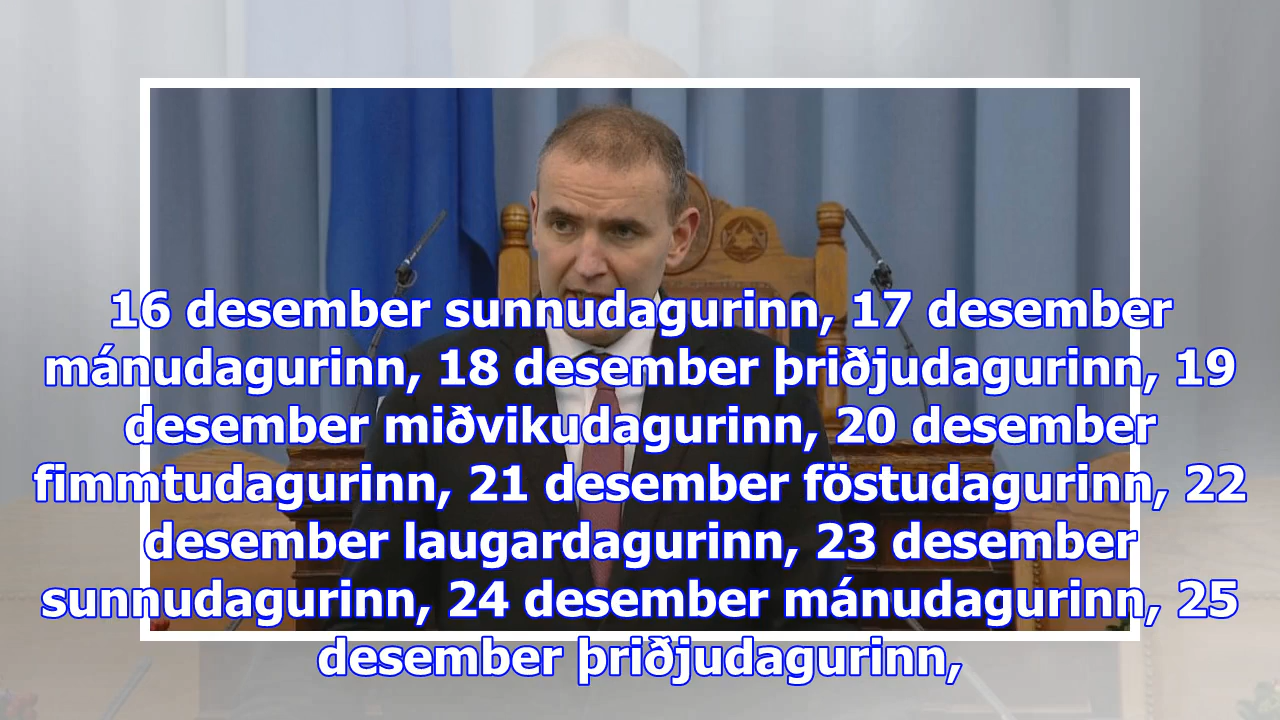 16 desember sunnudagurinn, 17 desember
mánudagurinn, 18 desember þriðjudagurinn, 19
desember miðvikudagurinn, 20 desember
fimmtudagurinn, 21 desember föstudagurinn, 22
desember laugardagurinn, 23 desember
sunnudagurinn, 24 desember mánudagurinn, 25
desember þriðjudagurinn,